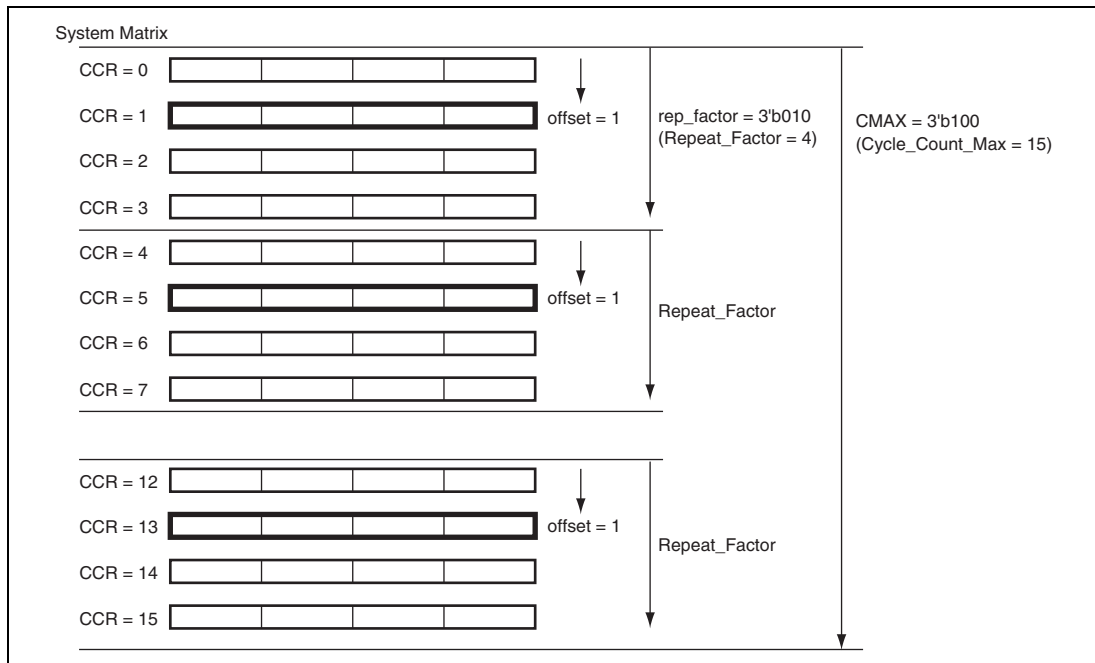 System Matrix
CCR = 0
CCR = 1
offset = 1
rep_factor = 3'b010
(Repeat_Factor = 4)
CMAX = 3'b100
(Cycle_Count_Max = 15)
CCR = 2
CCR = 3
CCR = 4
CCR = 5
offset = 1
Repeat_Factor
CCR = 6
CCR = 7
CCR = 12
CCR = 13
offset = 1
Repeat_Factor
CCR = 14
CCR = 15